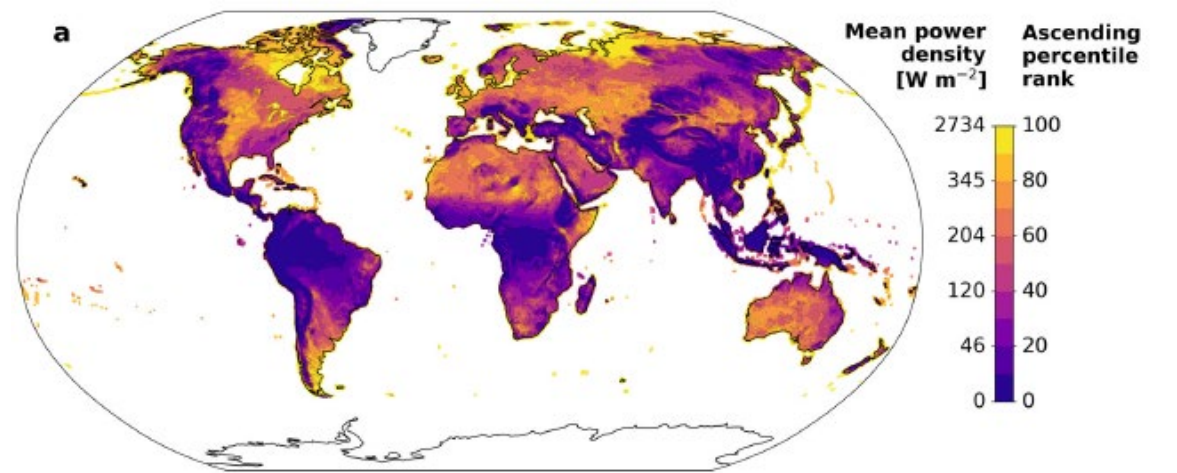 a
Mean power
density
[W m⁻²]
Ascending
percentile
rank
2734 100
345 80
204 60
120 40
46 20
0 0